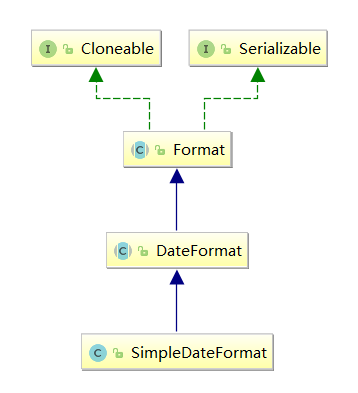 I Cloneable
I Serializable
C Format
C DateFormat
C SimpleDateFormat